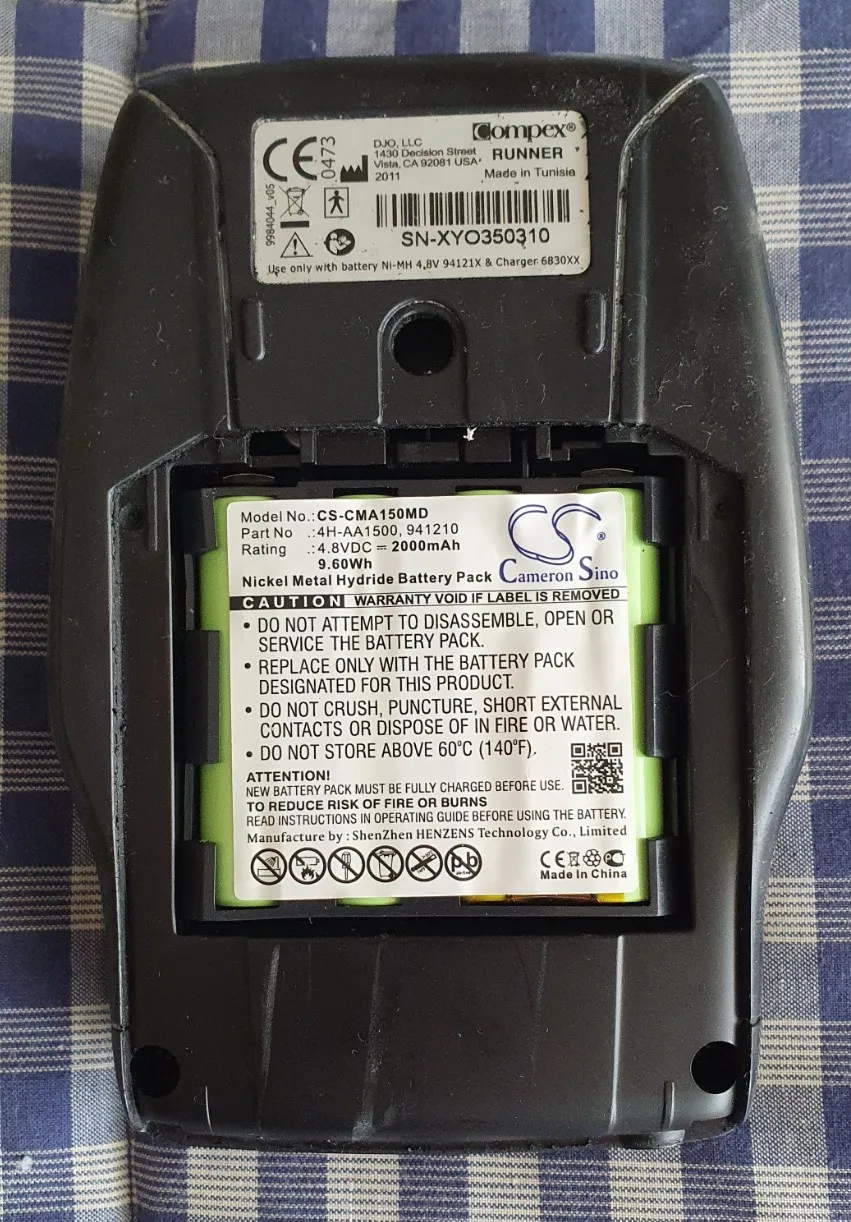 CE 0473
DJO, LLC
1430 Decision Street
Vista, CA 92081 USA
2011
Compex®
RUNNER
Made in Tunisia
9984044_v05
SN-XYO350310
Use only with battery Ni-MH 4.8V 94121X & Charger 6830XX
Model No.: CS-CMA150MD
Part No .: 4H-AA1500, 941210
Rating .: 4.8VDC = 2000mAh
9.60Wh
Nickel Metal Hydride Battery Pack
CS®
Cameron Sino
CAUTION WARRANTY VOID IF LABEL IS REMOVED
• DO NOT ATTEMPT TO DISASSEMBLE, OPEN OR
SERVICE THE BATTERY PACK.
• REPLACE ONLY WITH THE BATTERY PACK
DESIGNATED FOR THIS PRODUCT.
• DO NOT CRUSH, PUNCTURE, SHORT EXTERNAL
CONTACTS OR DISPOSE OF IN FIRE OR WATER.
• DO NOT STORE ABOVE 60°C (140°F).
ATTENTION!
NEW BATTERY PACK MUST BE FULLY CHARGED BEFORE USE.
TO REDUCE RISK OF FIRE OR BURNS
READ INSTRUCTIONS IN OPERATING GUIDE BEFORE USING THE BATTERY.
Manufacture by : ShenZhen HENZENS Technology Co., Limited
pb
CE
Made In China